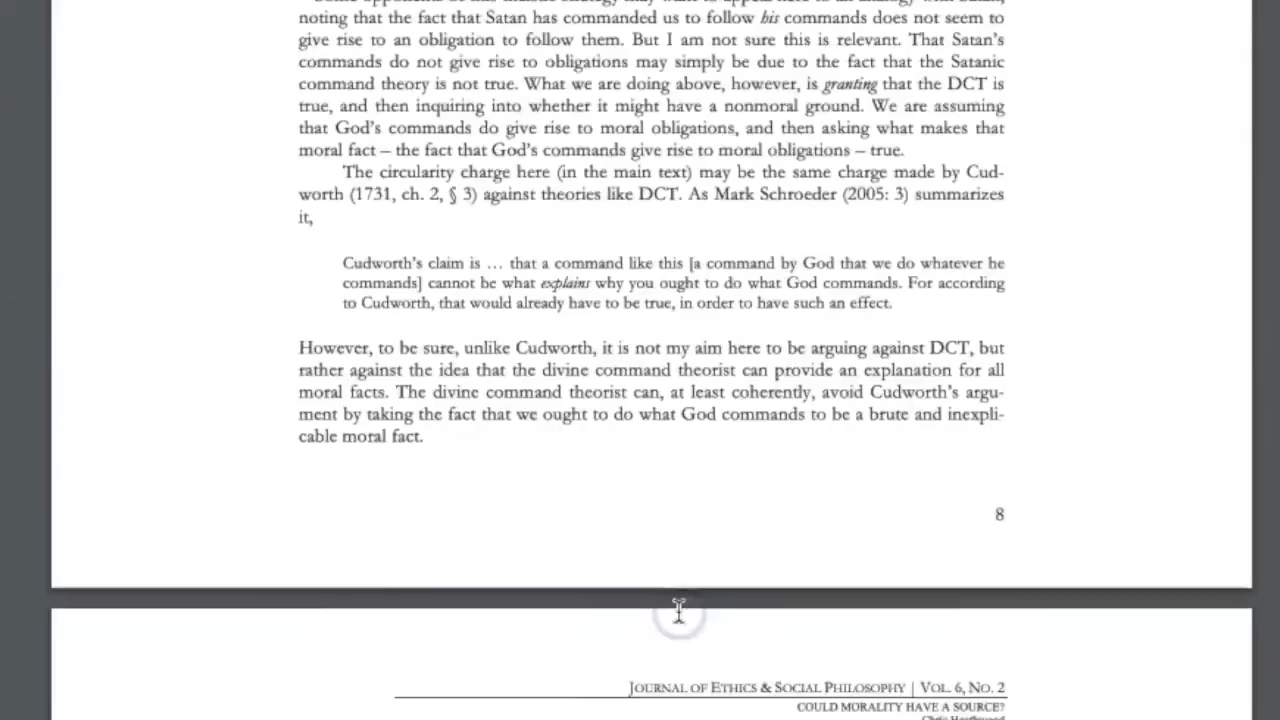 noting that the fact that Satan has commanded us to follow his commands does not seem to
give rise to an obligation to follow them. But I am not sure this is relevant. That Satan's
commands do not give rise to obligations may simply be due to the fact that the Satanic
command theory is not true. What we are doing above, however, is granting that the DCT is
true, and then inquiring into whether it might have a nonmoral ground. We are assuming
that God's commands do give rise to moral obligations, and then asking what makes that
moral fact – the fact that God's commands give rise to moral obligations – true.
The circularity charge here (in the main text) may be the same charge made by Cud-
worth (1731, ch. 2, § 3) against theories like DCT. As Mark Schroeder (2005: 3) summarizes
it,
Cudworth's claim is … that a command like this [a command by God that we do whatever he
commands] cannot be what explains why you ought to do what God commands. For according
to Cudworth, that would already have to be true, in order to have such an effect.
However, to be sure, unlike Cudworth, it is not my aim here to be arguing against DCT, but
rather against the idea that the divine command theorist can provide an explanation for all
moral facts. The divine command theorist can, at least coherently, avoid Cudworth's argu-
ment by taking the fact that we ought to do what God commands to be a brute and inexpli-
cable moral fact.
8
JOURNAL OF ETHICS & SOCIAL PHILOSOPHY | VOL. 6, NO. 2
COULD MORALITY HAVE A SOURCE?